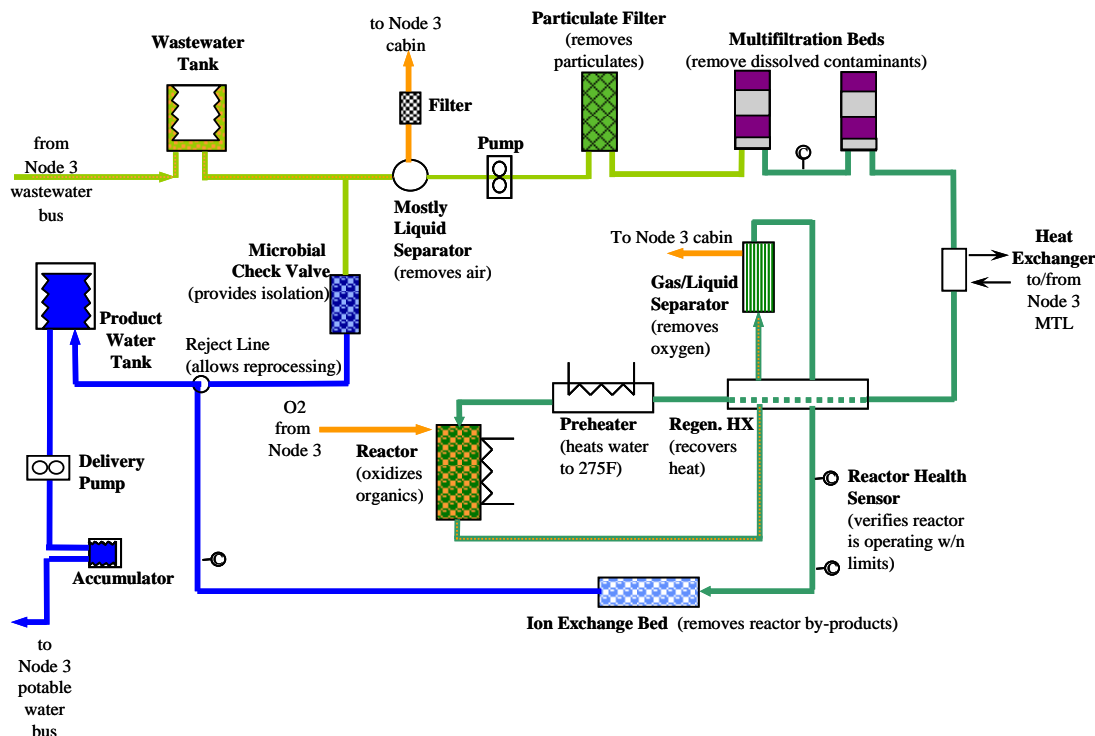 to Node 3
cabin
Wastewater
Tank
Filter
Particulate Filter
(removes
particulates)
Multifiltration Beds
(remove dissolved contaminants)
Pump
from
Node 3
wastewater
bus
Mostly
Liquid
Separator
(removes air)
Microbial
Check Valve
(provides isolation)
To Node 3 cabin
Gas/Liquid
Separator
(removes
oxygen)
Heat
Exchanger
to/from
Node 3
MTL
Product
Water
Tank
Reject Line
(allows reprocessing)
O2
from
Node 3
Reactor
(oxidizes
organics)
Preheater
(heats water
to 275F)
Regen. HX
(recovers
heat)
Reactor Health
Sensor
(verifies reactor
is operating w/n
limits)
Delivery
Pump
Accumulator
Ion Exchange Bed (removes reactor by-products)
to
Node 3
potable
water
bus
C
C
C
C